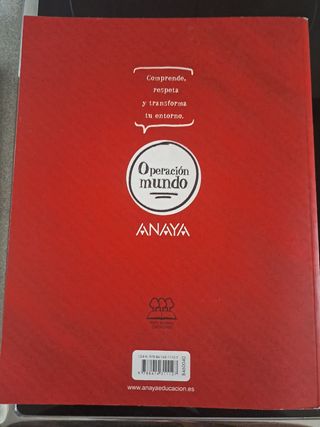 Comprende,
respeta
y transforma
tu entorno.
Operación
mundo
ANAYA
www.anayaeducacion.es